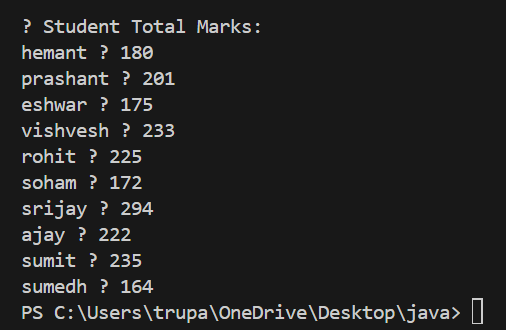 ? Student Total Marks:
hemant ? 180
prashant ? 201
eshwar ? 175
vishvesh ? 233
rohit ? 225
soham ? 172
srijay ? 294
ajay ? 222
sumit ? 235
sumedh ? 164
PS C:\Users\trupa\OneDrive\Desktop\java>